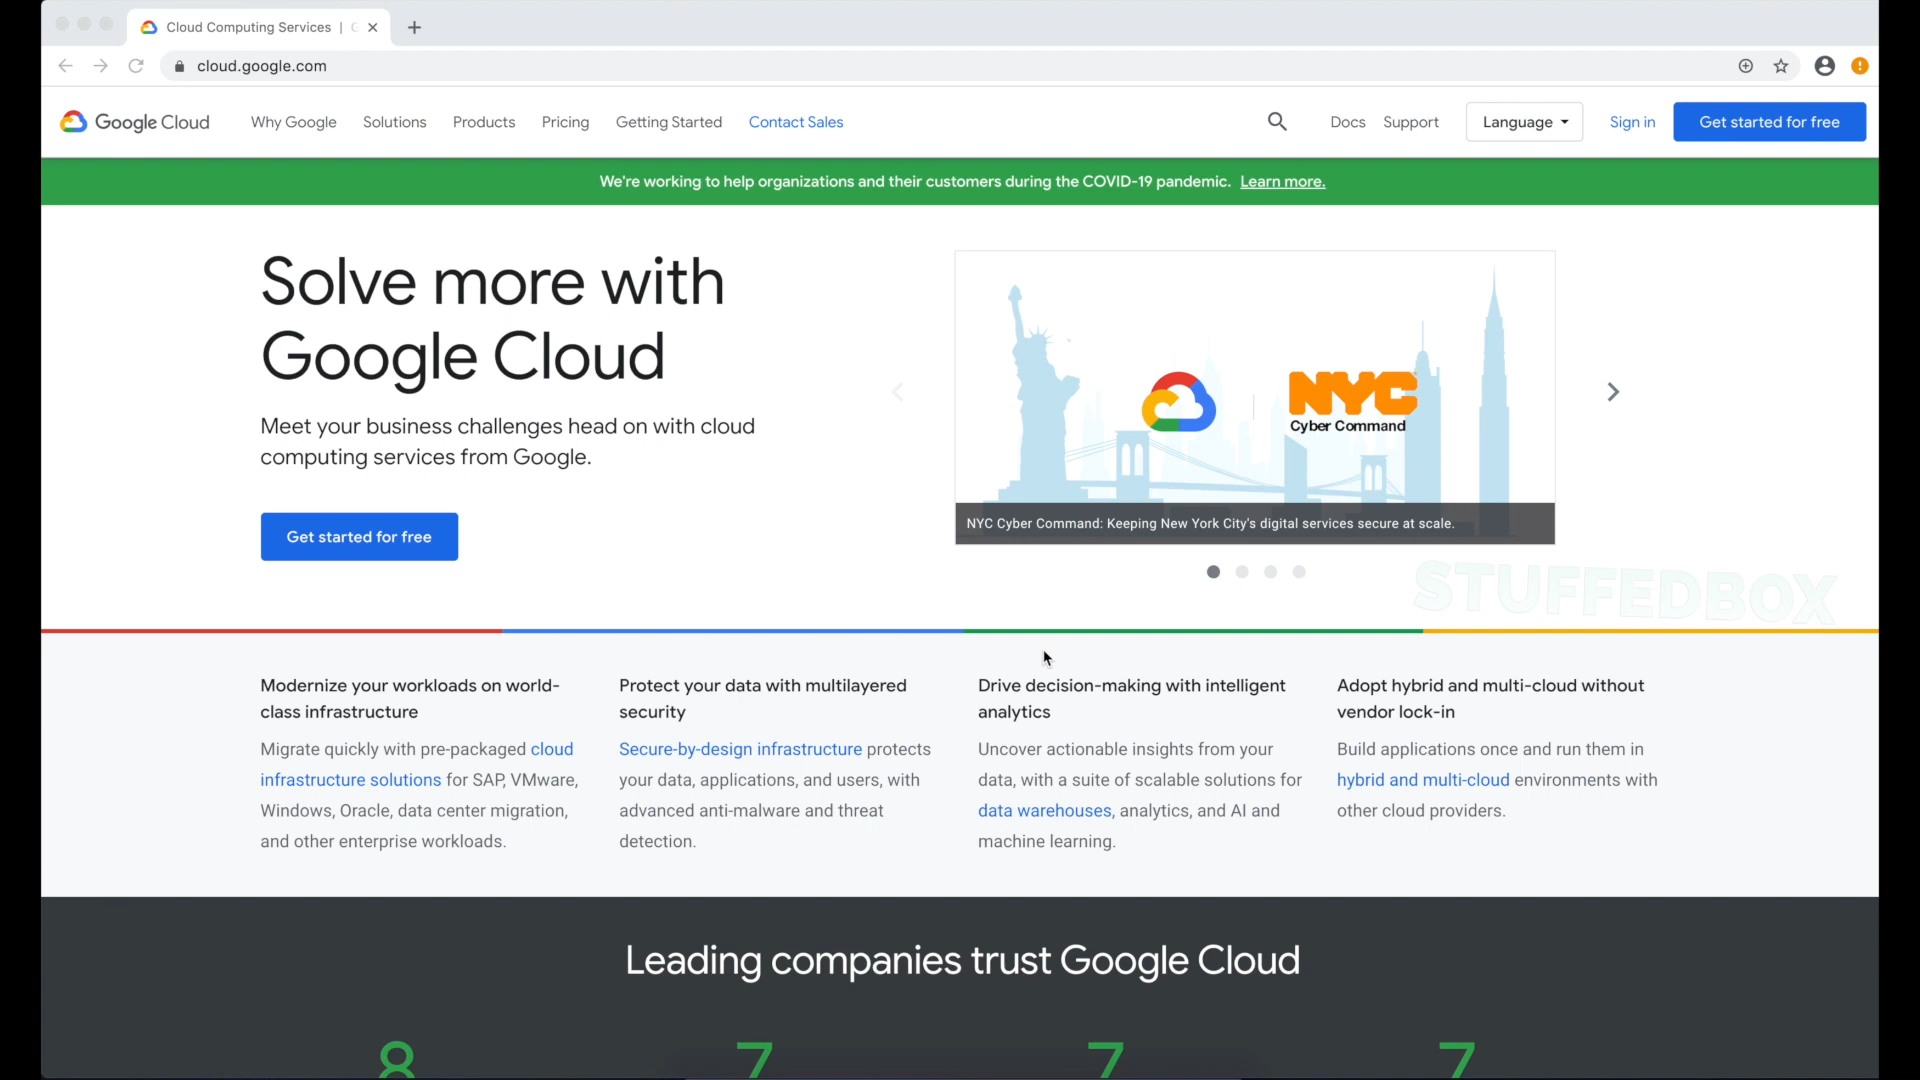 Cloud Computing Services | G
cloud.google.com
Google Cloud Why Google Solutions Products Pricing Getting Started Contact Sales Docs Support Language Sign in Get started for free
We're working to help organizations and their customers during the COVID-19 pandemic. Learn more.
Solve more with
Google Cloud
Meet your business challenges head on with cloud
computing services from Google.
Get started for free
NYC
Cyber Command
NYC Cyber Command: Keeping New York City's digital services secure at scale.
STUFFEDBOX
Modernize your workloads on world-
class infrastructure
Migrate quickly with pre-packaged cloud
infrastructure solutions for SAP, VMware,
Windows, Oracle, data center migration,
and other enterprise workloads.
Protect your data with multilayered
security
Secure-by-design infrastructure protects
your data, applications, and users, with
advanced anti-malware and threat
detection.
Drive decision-making with intelligent
analytics
Uncover actionable insights from your
data, with a suite of scalable solutions for
data warehouses, analytics, and AI and
machine learning.
Adopt hybrid and multi-cloud without
vendor lock-in
Build applications once and run them in
hybrid and multi-cloud environments with
other cloud providers.
Leading companies trust Google Cloud
8 7 7 7